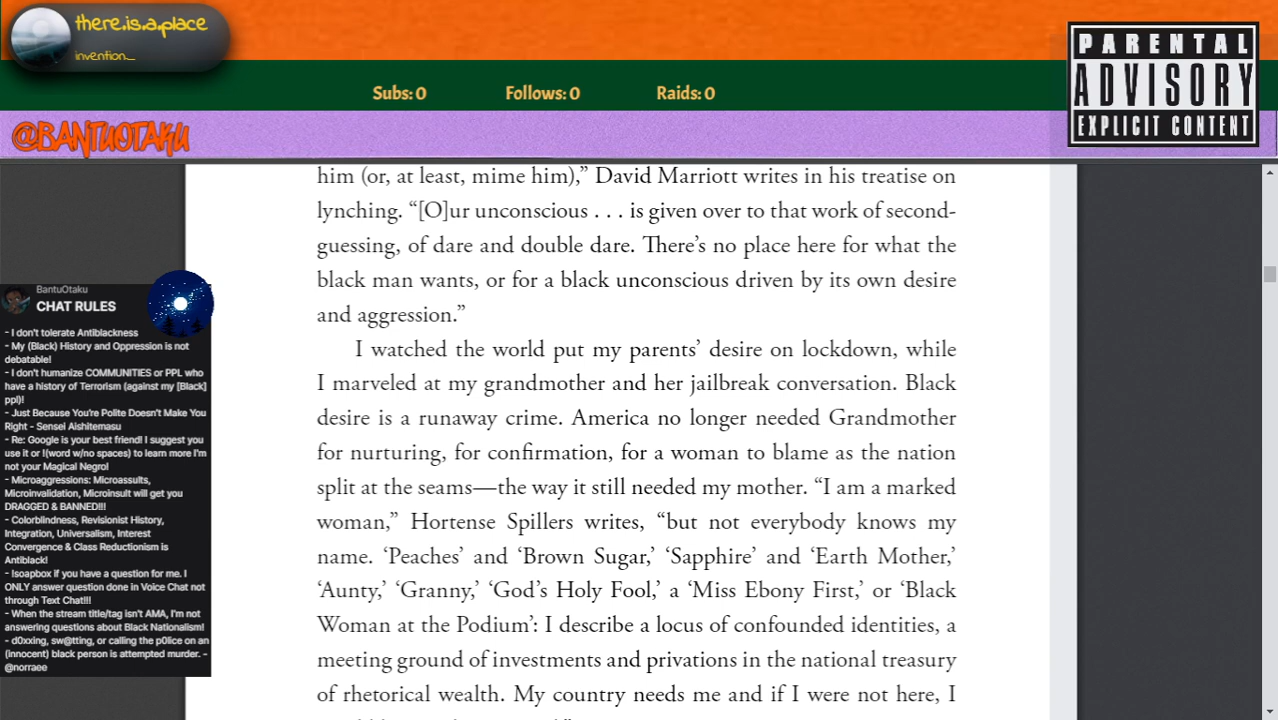 there.is.a.place
invention._
PARENTAL
ADVISORY
EXPLICIT CONTENT
Subs: 0 Follows: 0 Raids: 0
@BANTUOTAKU
him (or, at least, mime him),” David Marriott writes in his treatise on
lynching. “[O]ur unconscious . . . is given over to that work of second-
guessing, of dare and double dare. There’s no place here for what the
black man wants, or for a black unconscious driven by its own desire
and aggression.”
I watched the world put my parents’ desire on lockdown, while
I marveled at my grandmother and her jailbreak conversation. Black
desire is a runaway crime. America no longer needed Grandmother
for nurturing, for confirmation, for a woman to blame as the nation
split at the seams—the way it still needed my mother. “I am a marked
woman,” Hortense Spillers writes, “but not everybody knows my
name. ‘Peaches’ and ‘Brown Sugar,’ ‘Sapphire’ and ‘Earth Mother,’
‘Aunty,’ ‘Granny,’ ‘God’s Holy Fool,’ a ‘Miss Ebony First,’ or ‘Black
Woman at the Podium’: I describe a locus of confounded identities, a
meeting ground of investments and privations in the national treasury
of rhetorical wealth. My country needs me and if I were not here, I
BantuOtaku
CHAT RULES
- I don't tolerate Antiblackness
- My (Black) History and Oppression is not
debatable!
- I don't humanize COMMUNITIES or PPL who
have a history of Terrorism (against my [Black]
ppl)!
- Just Because You're Polite Doesn't Make You
Right - Sensei Aishitemasu
- Re: Google is your best friend! I suggest you
use it or !(word w/no spaces) to learn more I'm
not your Magical Negro!
- Microaggressions: Microassults,
Microinvalidation, Microinsult will get you
DRAGGED & BANNED!!!
- Colorblindness, Revisionist History,
Integration, Universalism, Interest
Convergence & Class Reductionism is
Antiblack!
- !soapbox if you have a question for me. I
ONLY answer question done in Voice Chat not
through Text Chat!!!
- When the stream title/tag isn't AMA, I'm not
answering questions about Black Nationalism!
- d0xxing, sw@tting, or calling the p0lice on an
(innocent) black person is attempted murder. -
@norraee